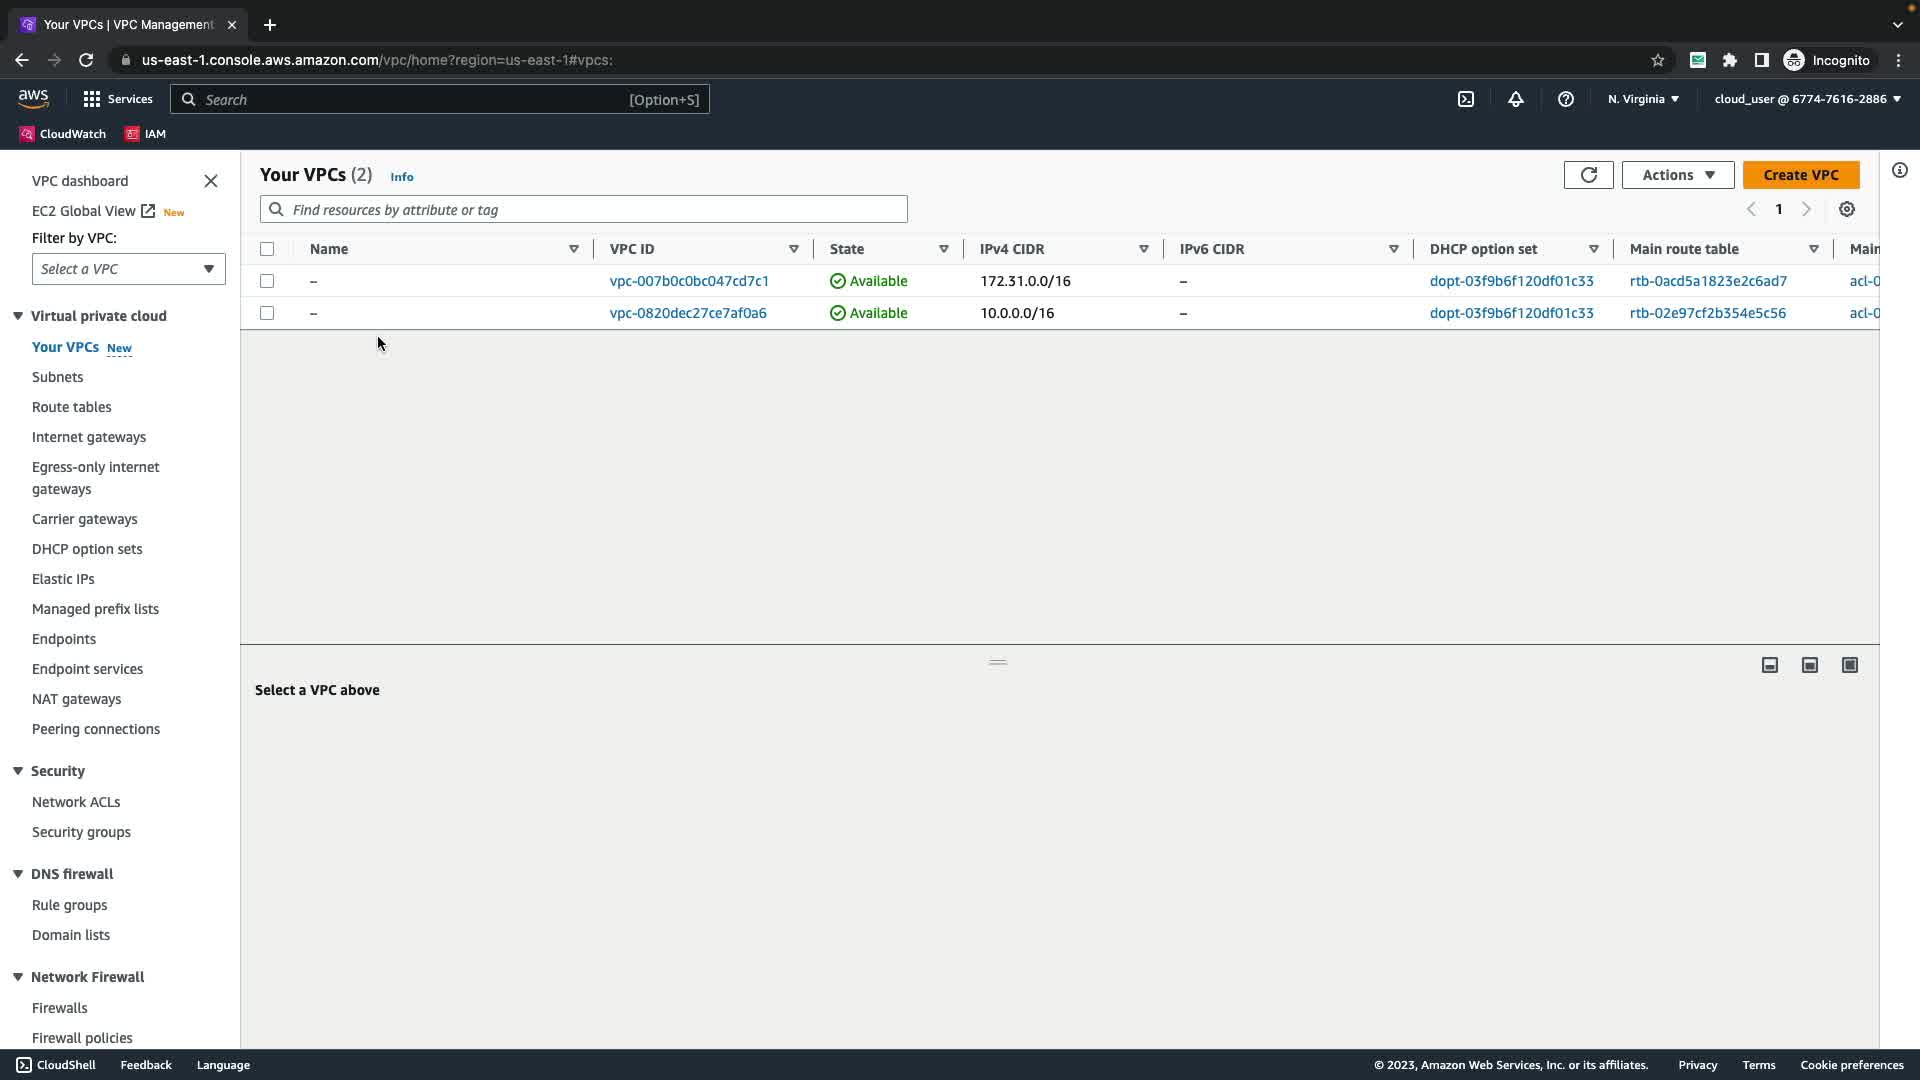 Your VPCs | VPC Management
us-east-1.console.aws.amazon.com/vpc/home?region=us-east-1#vpcs:
Incognito
aws
Services
Search
[Option+S]
N. Virginia
cloud_user @ 6774-7616-2886
CloudWatch
IAM
VPC dashboard
EC2 Global View New
Filter by VPC:
Select a VPC
Virtual private cloud
Your VPCs New
Subnets
Route tables
Internet gateways
Egress-only internet
gateways
Carrier gateways
DHCP option sets
Elastic IPs
Managed prefix lists
Endpoints
Endpoint services
NAT gateways
Peering connections
Security
Network ACLs
Security groups
DNS firewall
Rule groups
Domain lists
Network Firewall
Firewalls
Firewall policies
Your VPCs (2) Info
Actions
Create VPC
Find resources by attribute or tag
1
Name VPC ID State IPv4 CIDR IPv6 CIDR DHCP option set Main route table Main
– vpc-007b0c0bc047cd7c1 Available 172.31.0.0/16 – dopt-03f9b6f120df01c33 rtb-0acd5a1823e2c6ad7 acl-0
– vpc-0820dec27ce7af0a6 Available 10.0.0.0/16 – dopt-03f9b6f120df01c33 rtb-02e97cf2b354e5c56 acl-0
Select a VPC above
CloudShell Feedback Language
© 2023, Amazon Web Services, Inc. or its affiliates. Privacy Terms Cookie preferences